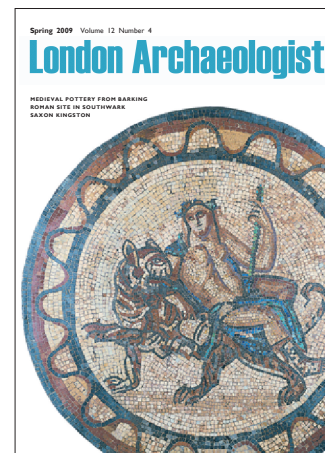 Spring 2009 Volume 12 Number 4
London Archaeologist
MEDIEVAL POTTERY FROM BARKING
ROMAN SITE IN SOUTHWARK
SAXON KINGSTON